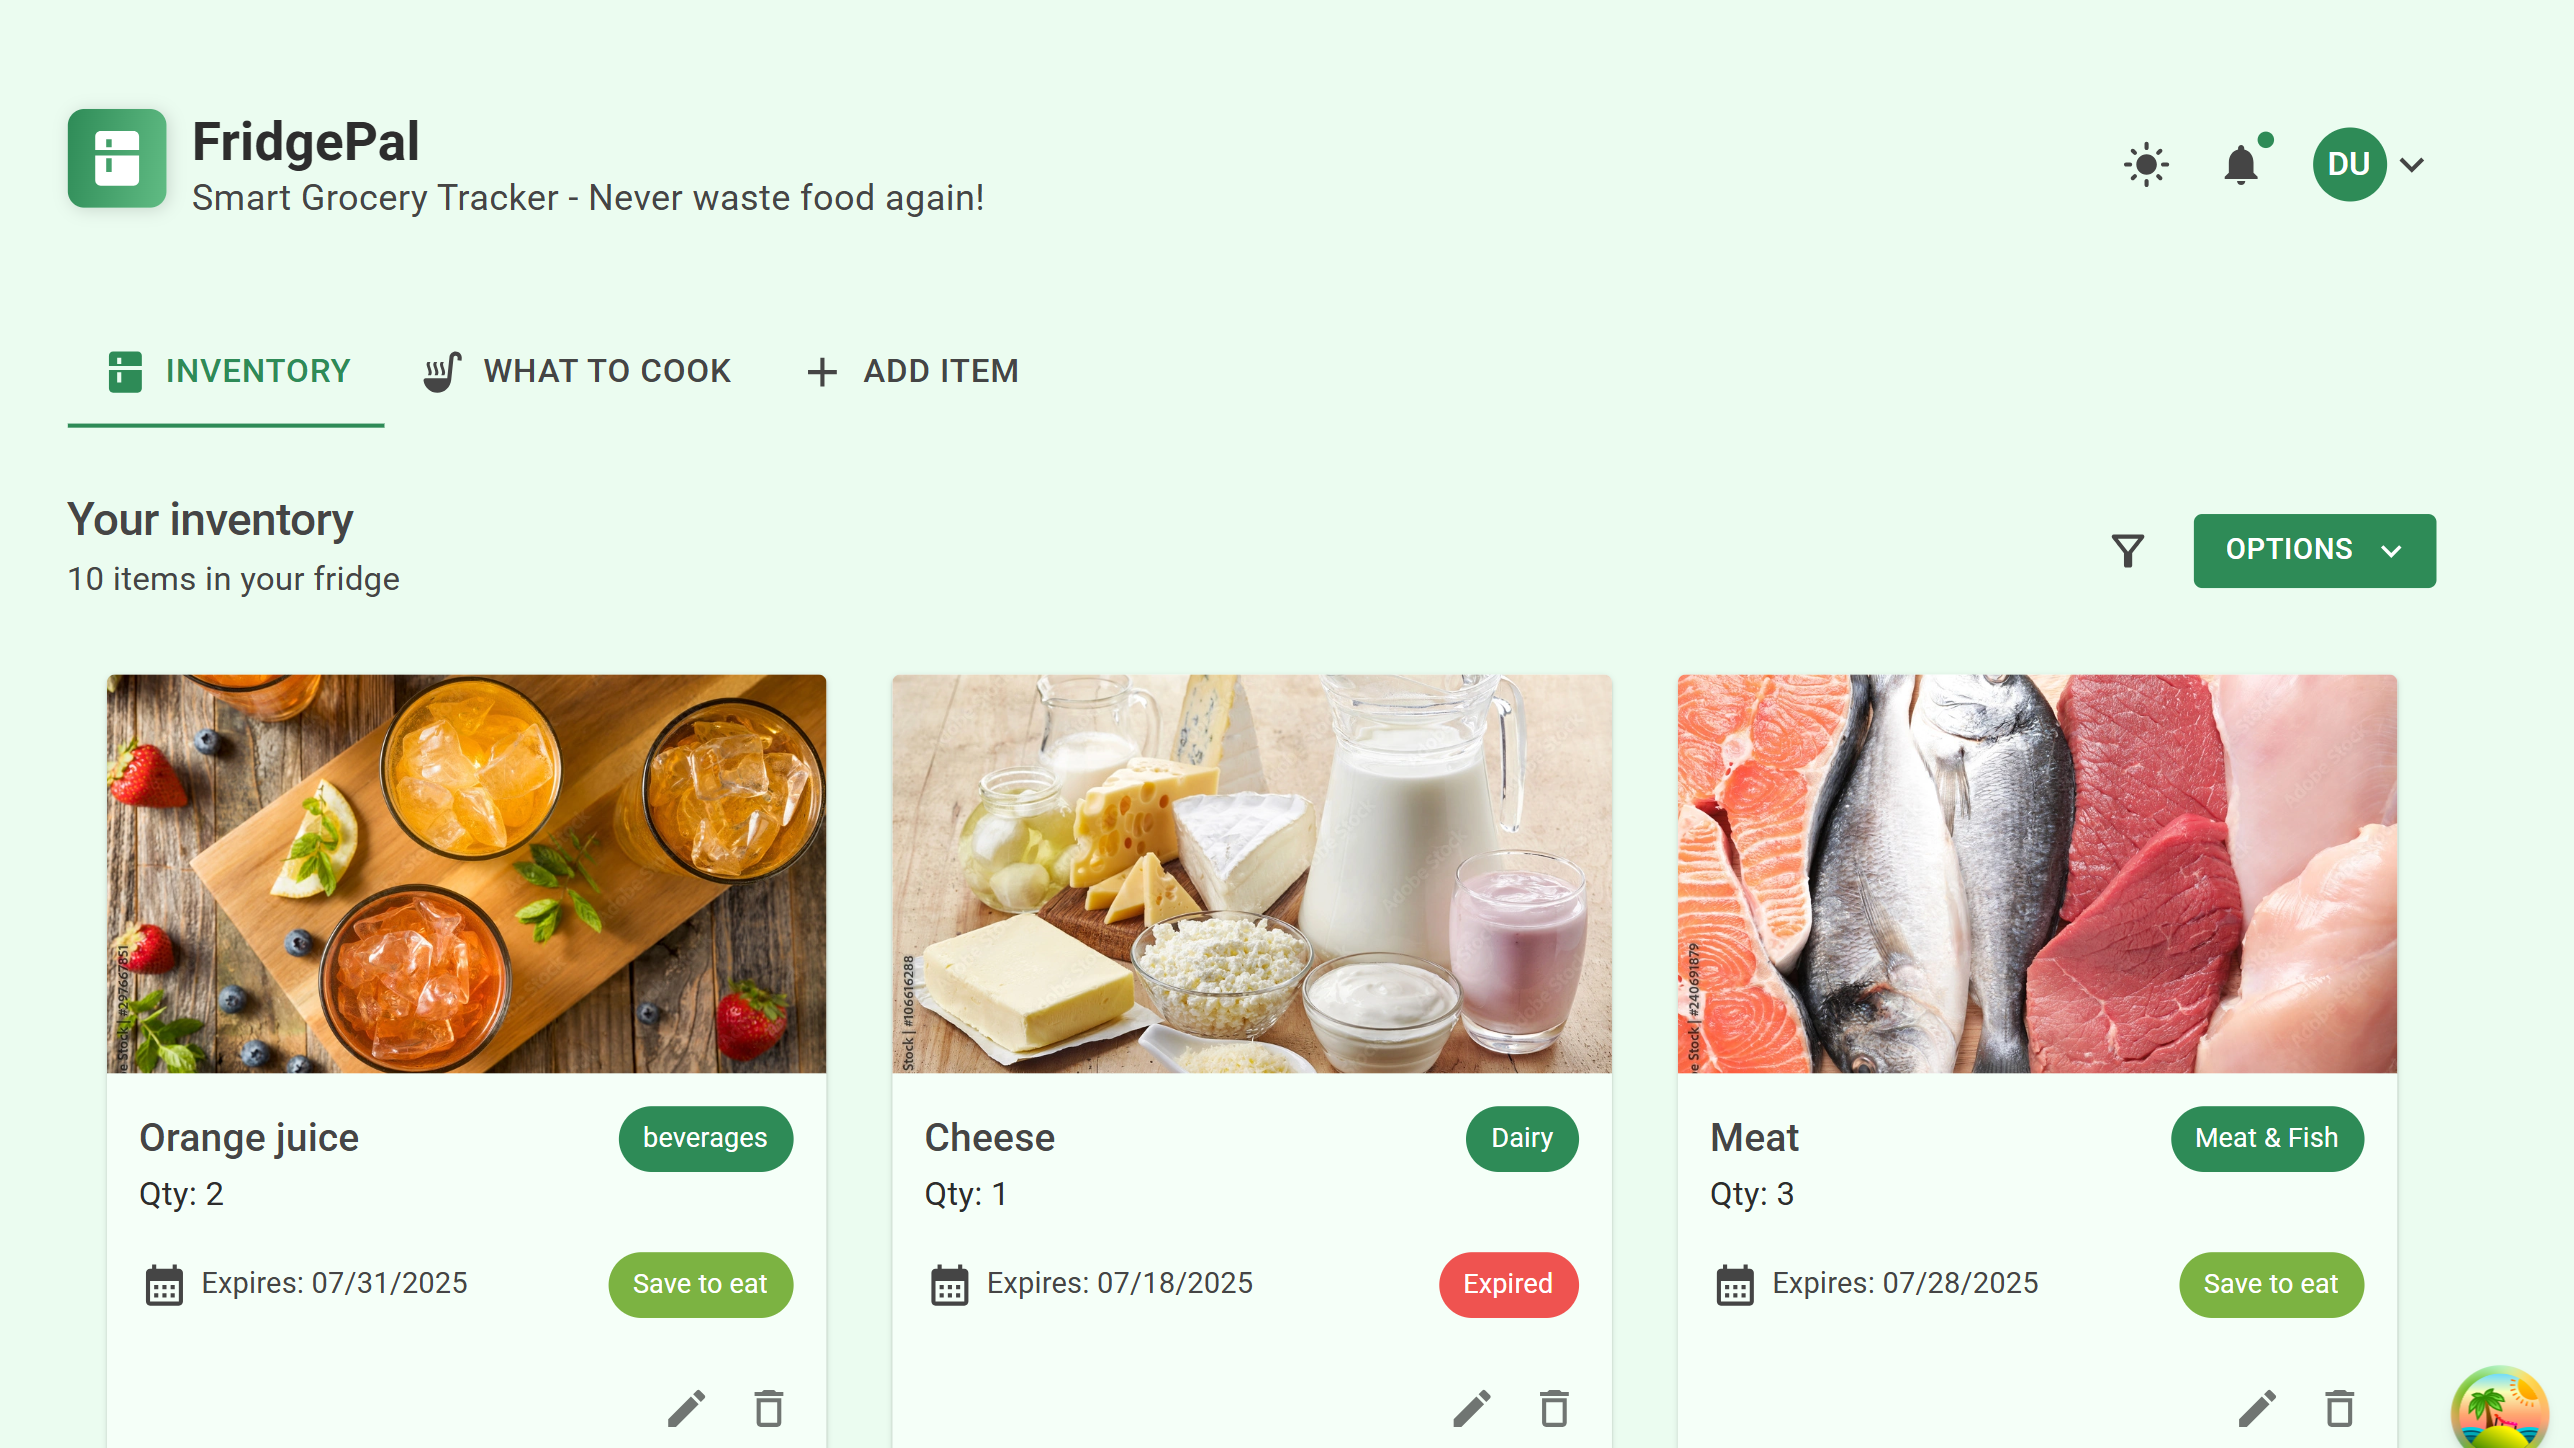 FridgePal
Smart Grocery Tracker - Never waste food again!
DU
INVENTORY
WHAT TO COOK
ADD ITEM
Your inventory
10 items in your fridge
OPTIONS
e Stock | #297667851
Stock | #106616288
e Stock | #240691879
Orange juice
beverages
Qty: 2
Expires: 07/31/2025
Save to eat
Cheese
Dairy
Qty: 1
Expires: 07/18/2025
Expired
Meat
Meat & Fish
Qty: 3
Expires: 07/28/2025
Save to eat